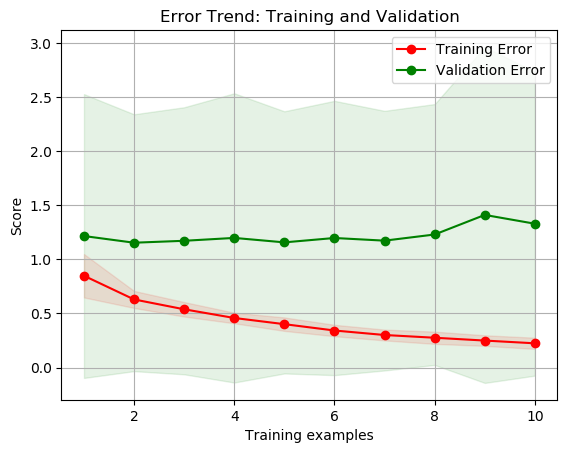 Error Trend: Training and Validation
3.0
2.5
2.0
1.5
1.0
0.5
0.0
Score
Training Error
Validation Error
2 4 6 8 10
Training examples